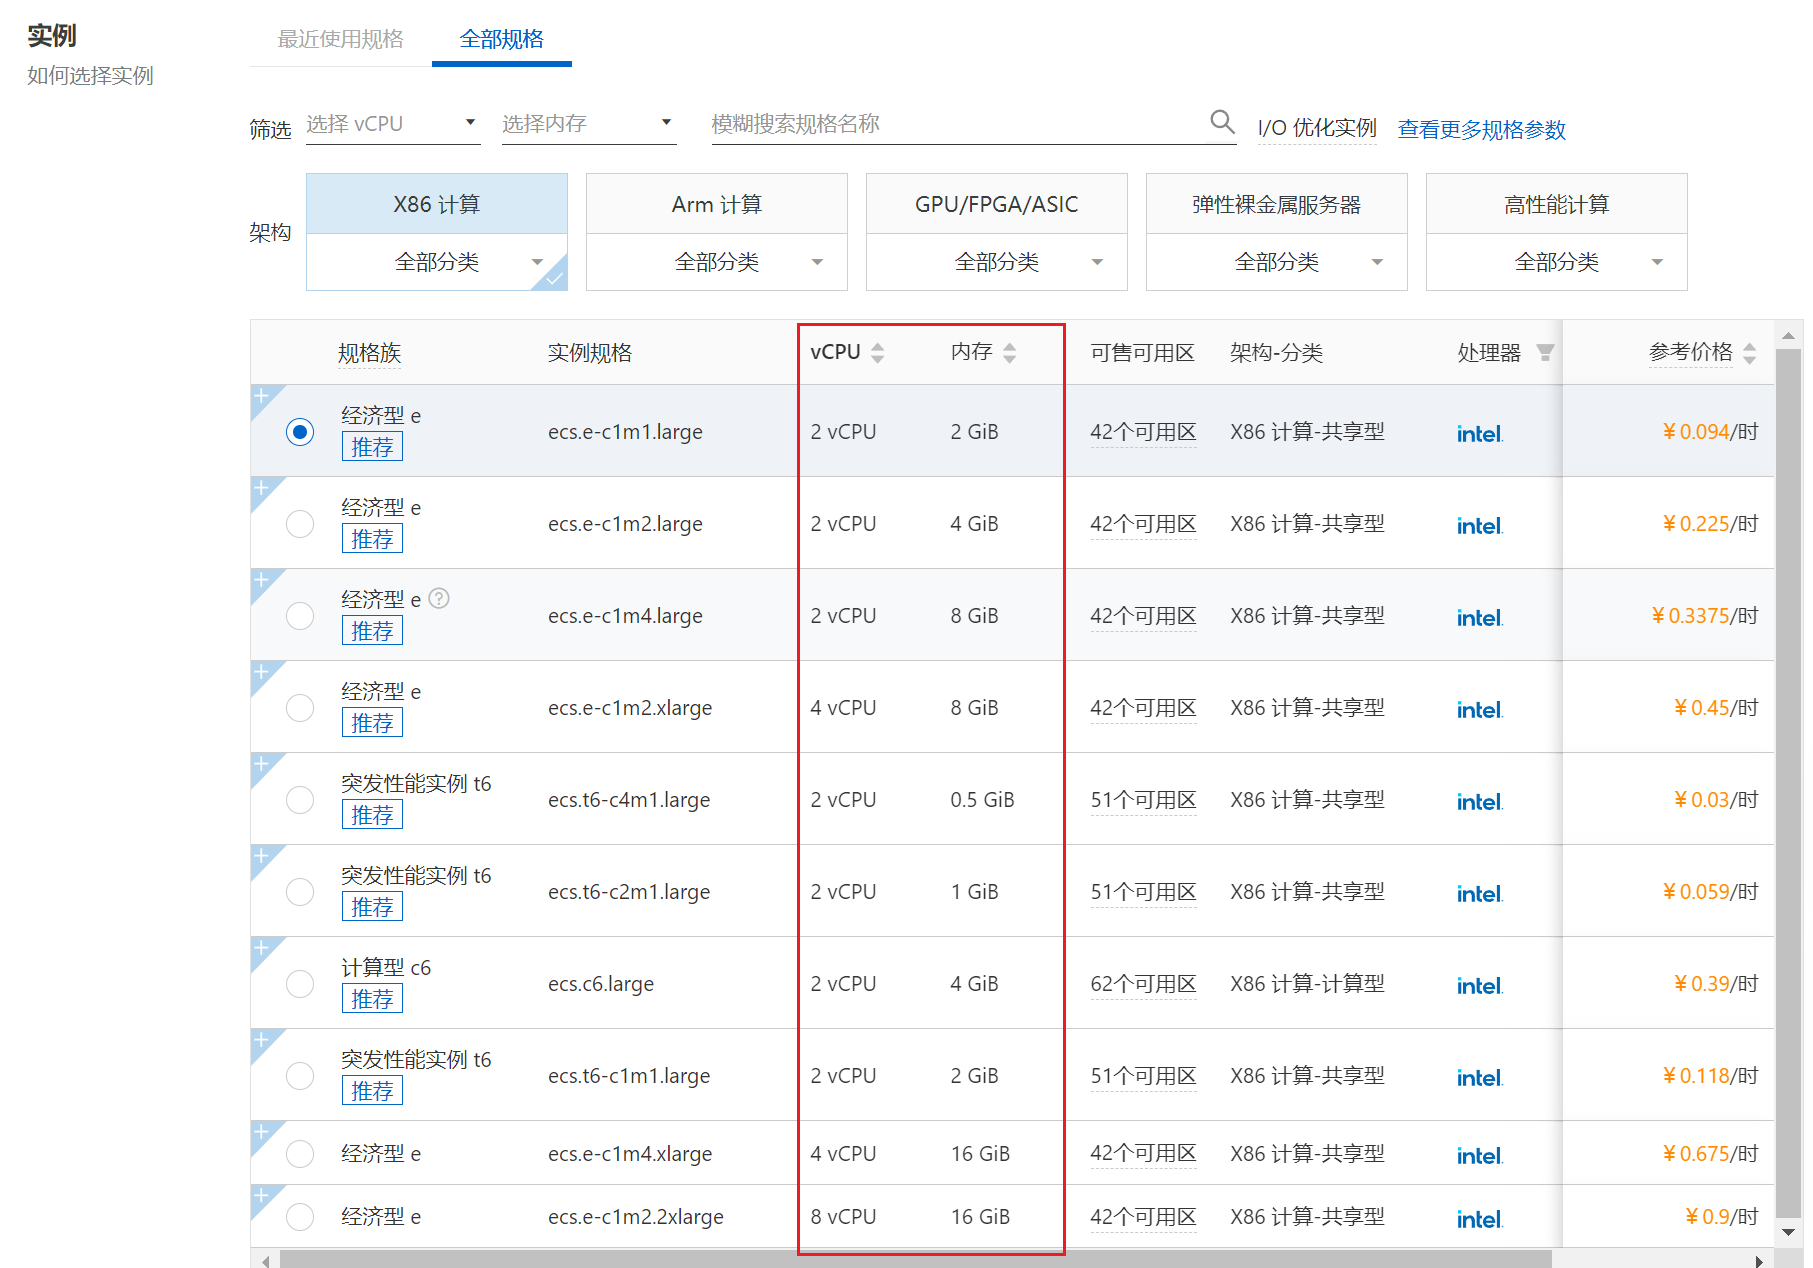 实例
如何选择实例
最近使用规格 全部规格
筛选 选择 vCPU 选择内存 模糊搜索规格名称 I/O 优化实例 查看更多规格参数
架构
X86 计算 Arm 计算 GPU/FPGA/ASIC 弹性裸金属服务器 高性能计算
全部分类 全部分类 全部分类 全部分类 全部分类
规格族 实例规格 vCPU 内存 可售可用区 架构-分类 处理器 参考价格
经济型 e
推荐
ecs.e-c1m1.large 2 vCPU 2 GiB 42个可用区 X86 计算-共享型 intel. ¥ 0.094/时
经济型 e
推荐
ecs.e-c1m2.large 2 vCPU 4 GiB 42个可用区 X86 计算-共享型 intel. ¥ 0.225/时
经济型 e ?
推荐
ecs.e-c1m4.large 2 vCPU 8 GiB 42个可用区 X86 计算-共享型 intel. ¥ 0.3375/时
经济型 e
推荐
ecs.e-c1m2.xlarge 4 vCPU 8 GiB 42个可用区 X86 计算-共享型 intel. ¥ 0.45/时
突发性能实例 t6
推荐
ecs.t6-c4m1.large 2 vCPU 0.5 GiB 51个可用区 X86 计算-共享型 intel. ¥ 0.03/时
突发性能实例 t6
推荐
ecs.t6-c2m1.large 2 vCPU 1 GiB 51个可用区 X86 计算-共享型 intel. ¥ 0.059/时
计算型 c6
推荐
ecs.c6.large 2 vCPU 4 GiB 62个可用区 X86 计算-计算型 intel. ¥ 0.39/时
突发性能实例 t6
推荐
ecs.t6-c1m1.large 2 vCPU 2 GiB 51个可用区 X86 计算-共享型 intel. ¥ 0.118/时
经济型 e ecs.e-c1m4.xlarge 4 vCPU 16 GiB 42个可用区 X86 计算-共享型 intel. ¥ 0.675/时
经济型 e ecs.e-c1m2.2xlarge 8 vCPU 16 GiB 42个可用区 X86 计算-共享型 intel. ¥ 0.9/时